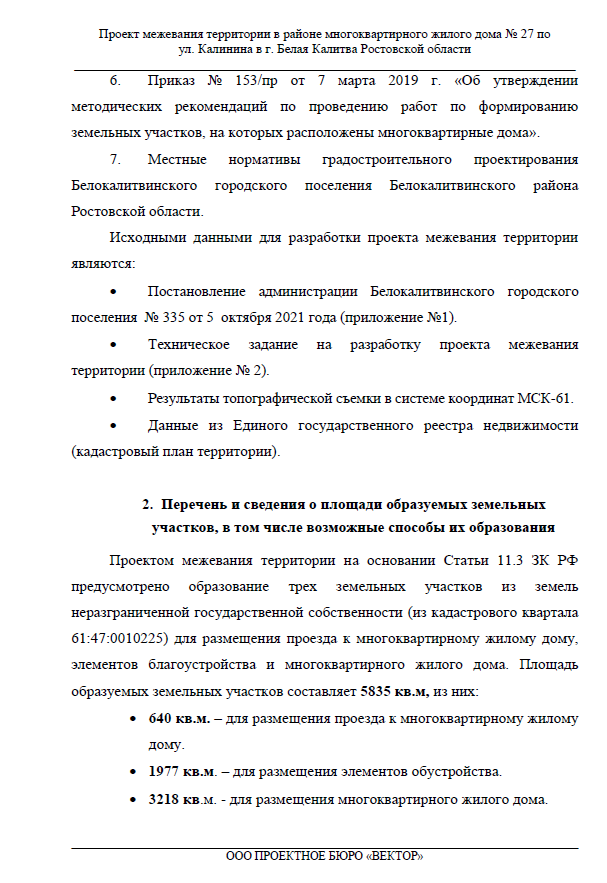 Проект межевания территории в районе многоквартирного жилого дома № 27 по
ул. Калинина в г. Белая Калитва Ростовской области
6. Приказ № 153/пр от 7 марта 2019 г. «Об утверждении
методических рекомендаций по проведению работ по формированию
земельных участков, на которых расположены многоквартирные дома».
7. Местные нормативы градостроительного проектирования
Белокалитвинского городского поселения Белокалитвинского района
Ростовской области.
Исходными данными для разработки проекта межевания территории
являются:
• Постановление администрации Белокалитвинского городского
поселения № 335 от 5 октября 2021 года (приложение №1).
• Техническое задание на разработку проекта межевания
территории (приложение № 2).
• Результаты топографической съемки в системе координат МСК-61.
• Данные из Единого государственного реестра недвижимости
(кадастровый план территории).
2. Перечень и сведения о площади образуемых земельных
участков, в том числе возможные способы их образования
Проектом межевания территории на основании Статьи 11.3 ЗК РФ
предусмотрено образование трех земельных участков из земель
неразграниченной государственной собственности (из кадастрового квартала
61:47:0010225) для размещения проезда к многоквартирному жилому дому,
элементов благоустройства и многоквартирного жилого дома. Площадь
образуемых земельных участков составляет 5835 кв.м, из них:
• 640 кв.м. – для размещения проезда к многоквартирному жилому
дому.
• 1977 кв.м. – для размещения элементов обустройства.
• 3218 кв.м. - для размещения многоквартирного жилого дома.
ООО ПРОЕКТНОЕ БЮРО «ВЕКТОР»